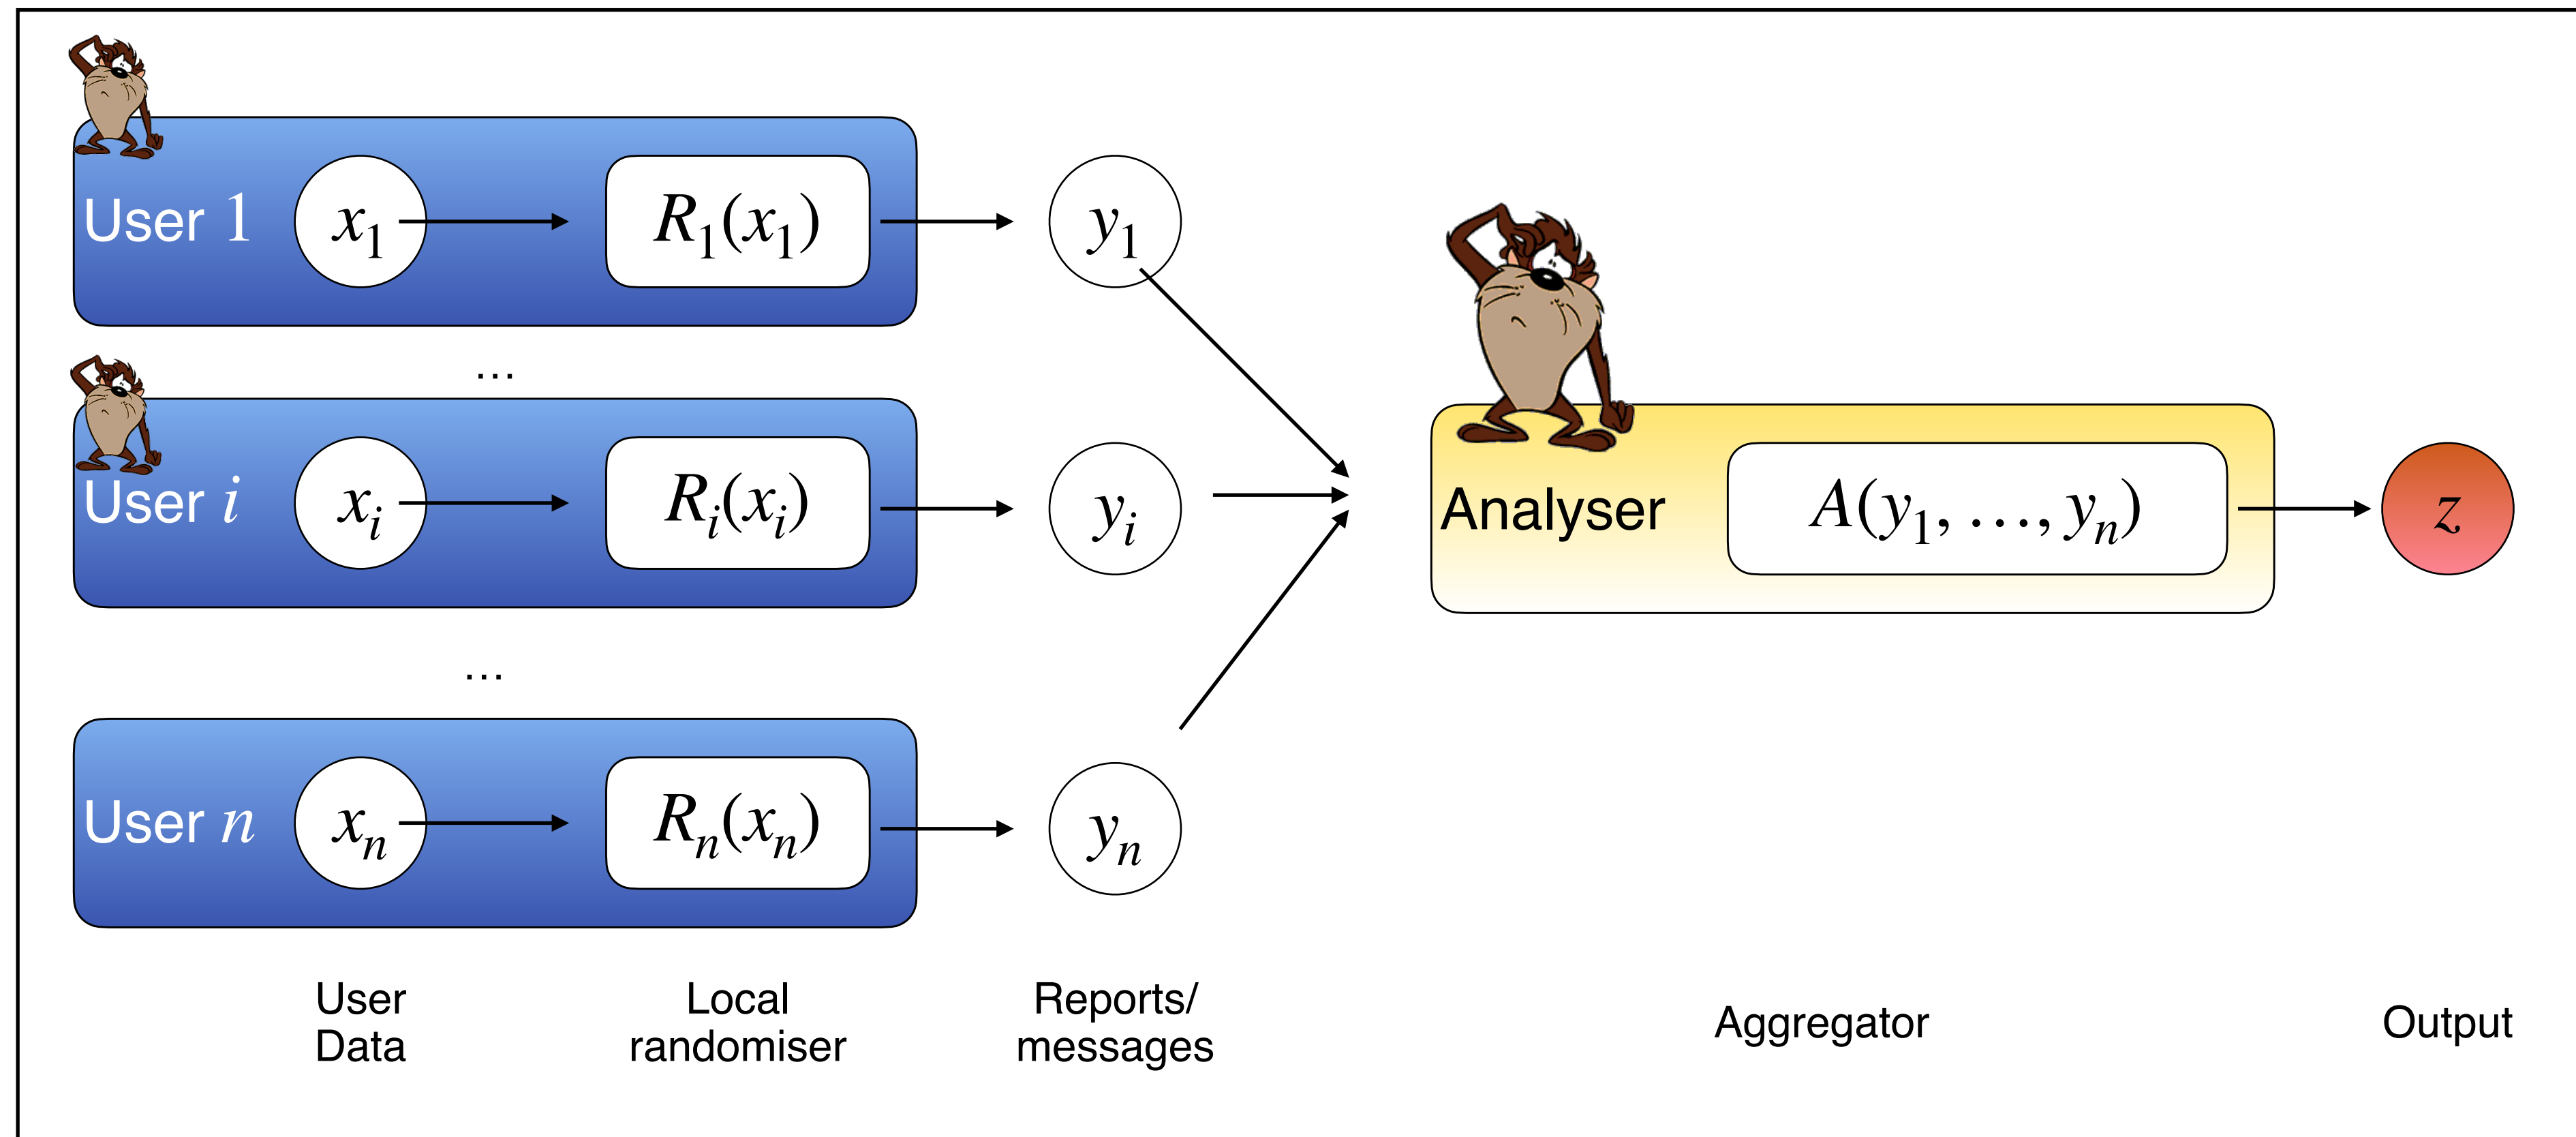 User 1 x₁ R₁(x₁) y₁
...
User i xᵢ Rᵢ(xᵢ) yᵢ
Analyser A(y₁, …, yₙ) z
...
User n xₙ Rₙ(xₙ) yₙ
User
Data
Local
randomiser
Reports/
messages
Aggregator
Output